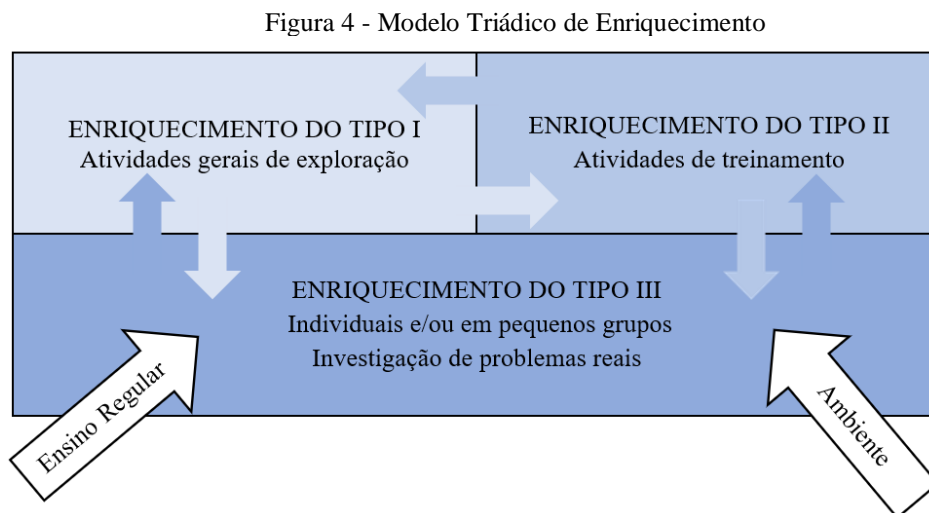 Figura 4 - Modelo Triádico de Enriquecimento
ENRIQUECIMENTO DO TIPO I
Atividades gerais de exploração
ENRIQUECIMENTO DO TIPO II
Atividades de treinamento
ENRIQUECIMENTO DO TIPO III
Individuais e/ou em pequenos grupos
Investigação de problemas reais
Ensino Regular
Ambiente